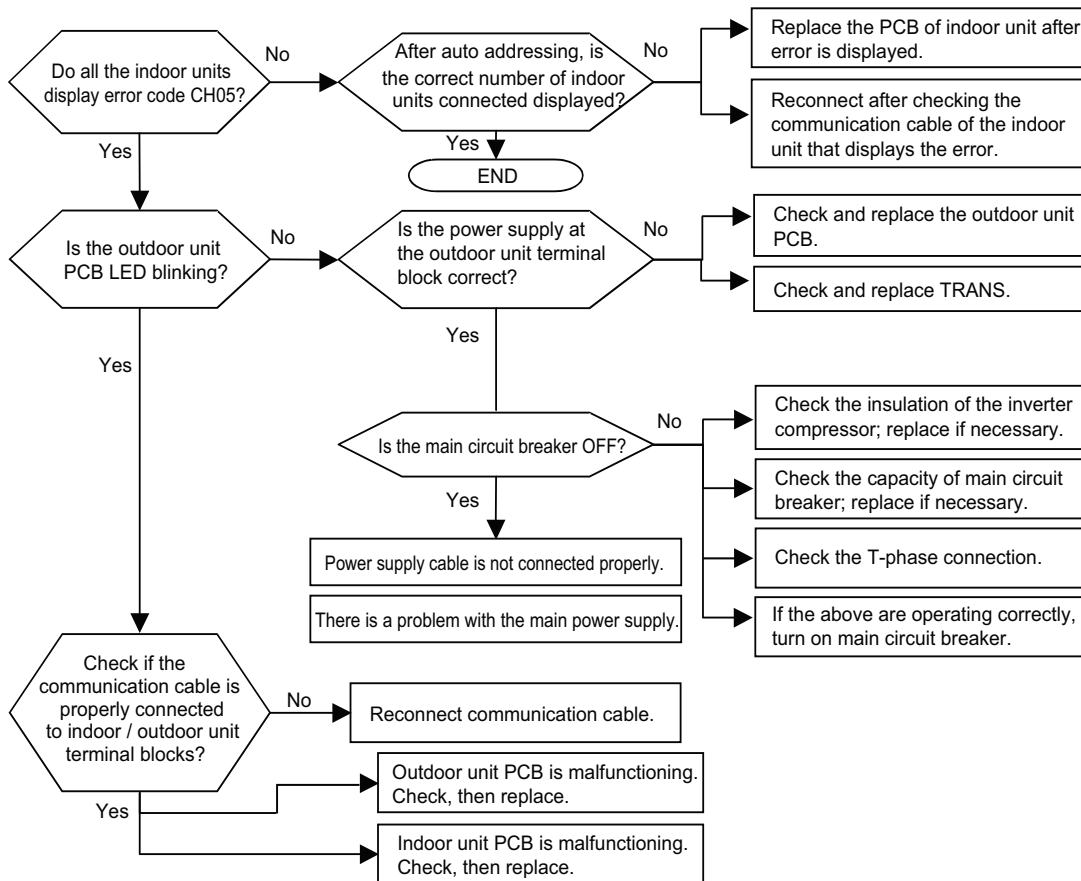 Do all the indoor units
display error code CH05?
No
After auto addressing, is
the correct number of indoor
units connected displayed?
No
Replace the PCB of indoor unit after
error is displayed.
Reconnect after checking the
communication cable of the indoor
unit that displays the error.
Yes
Yes
END
Is the outdoor unit
PCB LED blinking?
No
Is the power supply at
the outdoor unit terminal
block correct?
No
Check and replace the outdoor unit
PCB.
Check and replace TRANS.
Yes
Yes
Is the main circuit breaker OFF?
No
Check the insulation of the inverter
compressor; replace if necessary.
Check the capacity of main circuit
breaker; replace if necessary.
Check the T-phase connection.
If the above are operating correctly,
turn on main circuit breaker.
Yes
Power supply cable is not connected properly.
There is a problem with the main power supply.
Check if the
communication cable is
properly connected
to indoor / outdoor unit
terminal blocks?
No
Reconnect communication cable.
Yes
Outdoor unit PCB is malfunctioning.
Check, then replace.
Indoor unit PCB is malfunctioning.
Check, then replace.